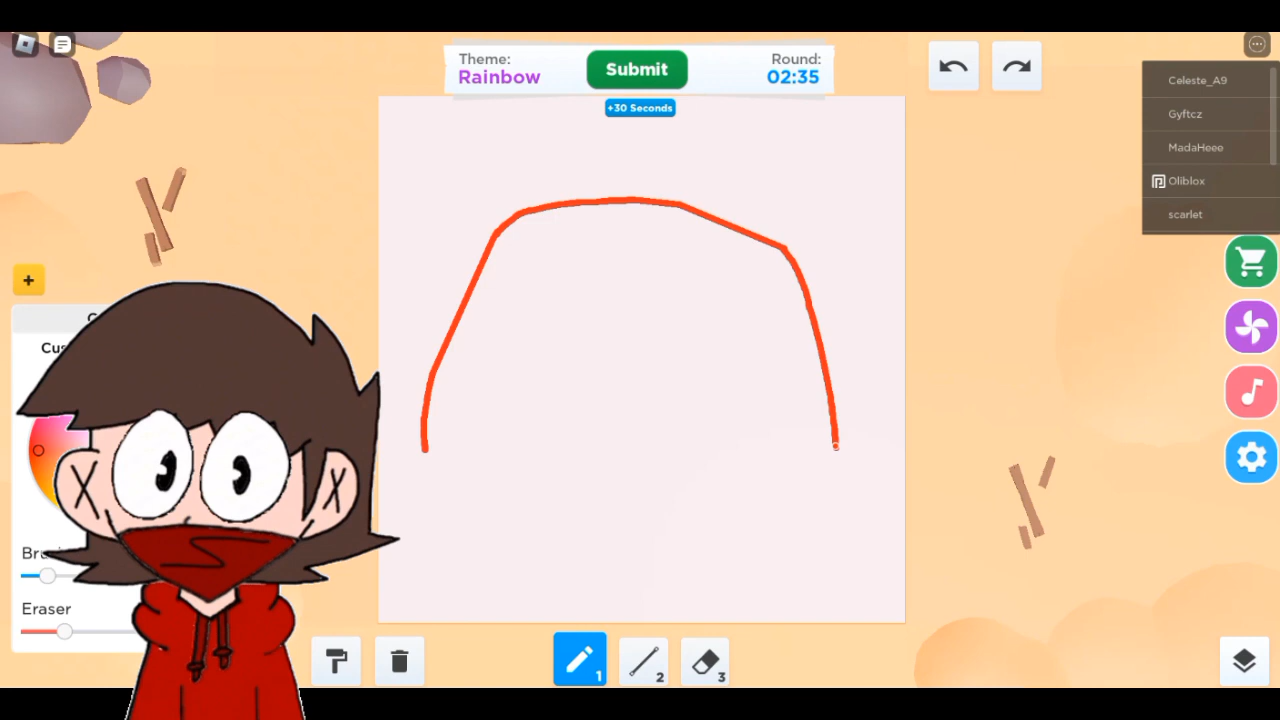 Theme:
Rainbow
Submit
Round:
02:35
+30 Seconds
Celeste_A9
Gyftcz
MadaHeee
Oliblox
scarlet
+
Eraser
1
2
3